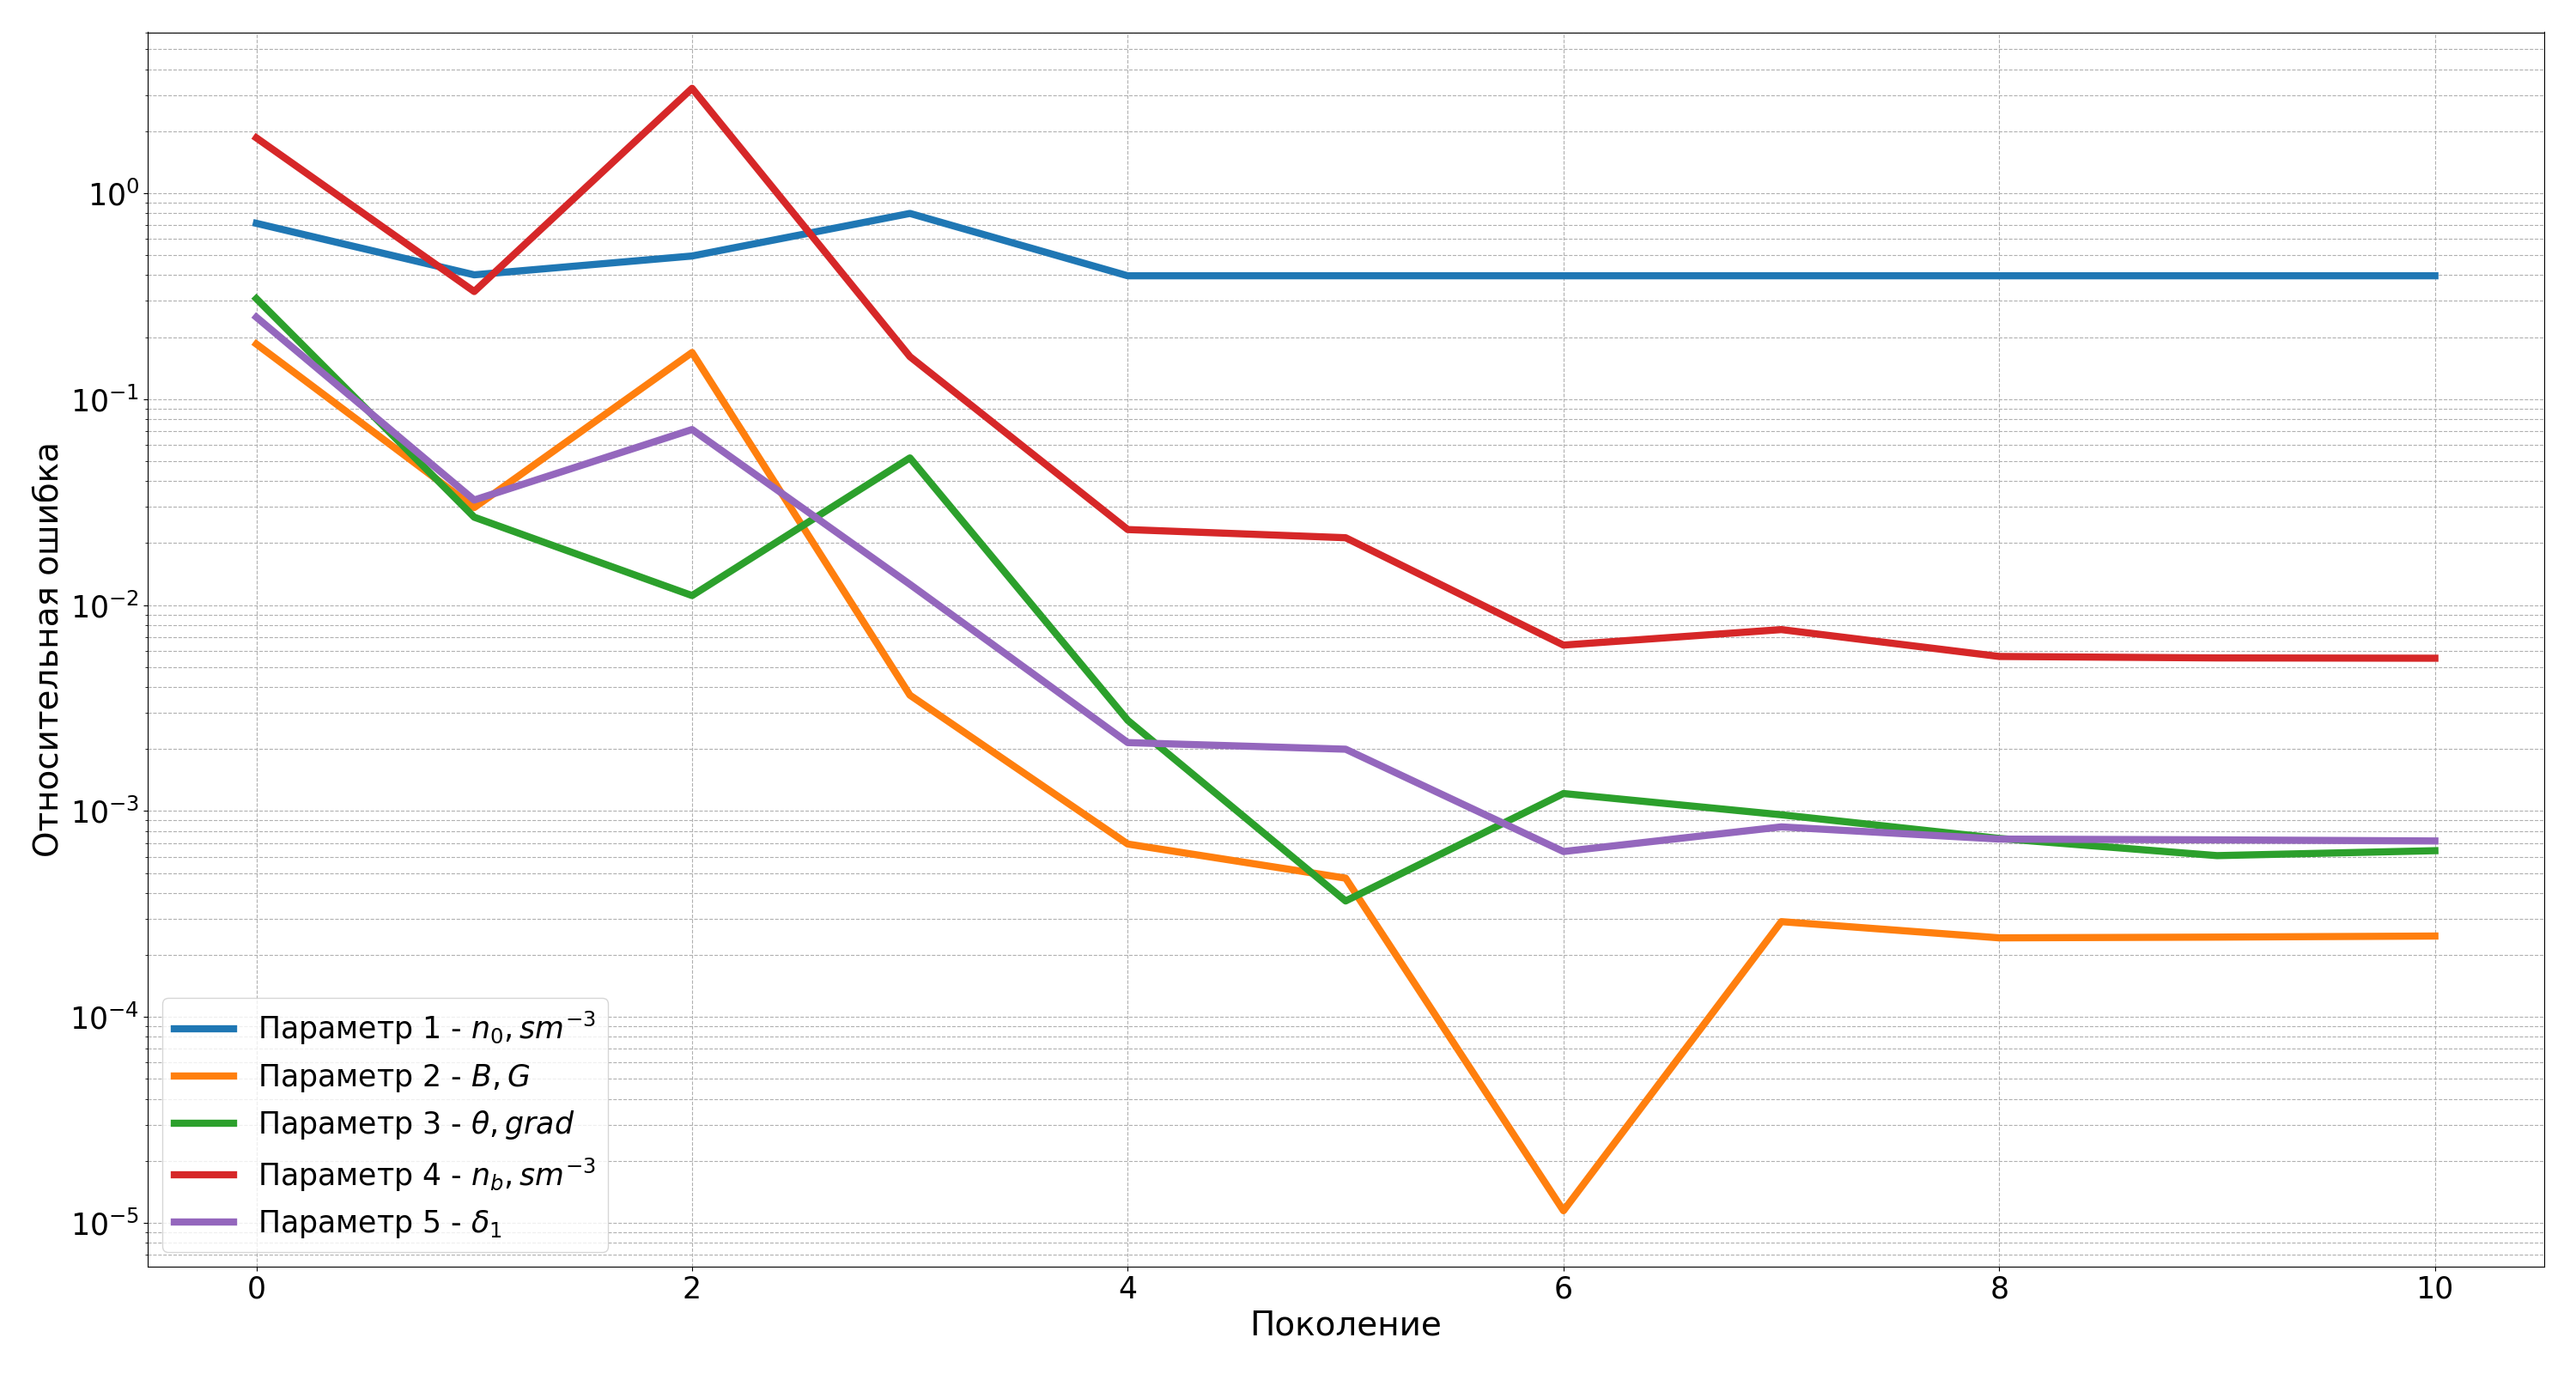 Относительная ошибка
10⁰
10⁻¹
10⁻²
10⁻³
10⁻⁴
10⁻⁵
Параметр 1 - n₀, sm⁻³
Параметр 2 - B, G
Параметр 3 - θ, grad
Параметр 4 - n_b, sm⁻³
Параметр 5 - δ₁
0 2 4 6 8 10
Поколение